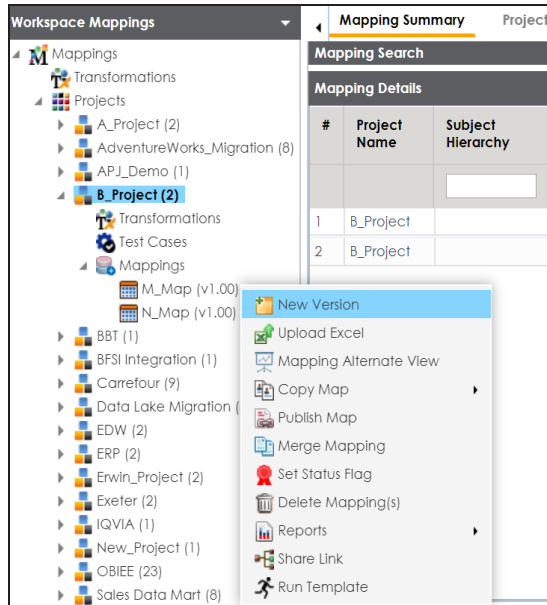 Workspace Mappings
Mappings
Transformations
Projects
A_Project (2)
AdventureWorks_Migration (8)
APJ_Demo (1)
B_Project (2)
Transformations
Test Cases
Mappings
M_Map (v1.00)
N_Map (v1.00)
BBT (1)
BFSI Integration (1)
Carrefour (9)
Data Lake Migration (
EDW (2)
ERP (2)
Erwin_Project (2)
Exeter (2)
IQVIA (1)
New_Project (1)
OBIEE (23)
Sales Data Mart (8)
Mapping Summary Project
Mapping Search
Mapping Details
# Project Subject
Name Hierarchy
1 B_Project
2 B_Project
New Version
Upload Excel
Mapping Alternate View
Copy Map
Publish Map
Merge Mapping
Set Status Flag
Delete Mapping(s)
Reports
Share Link
Run Template